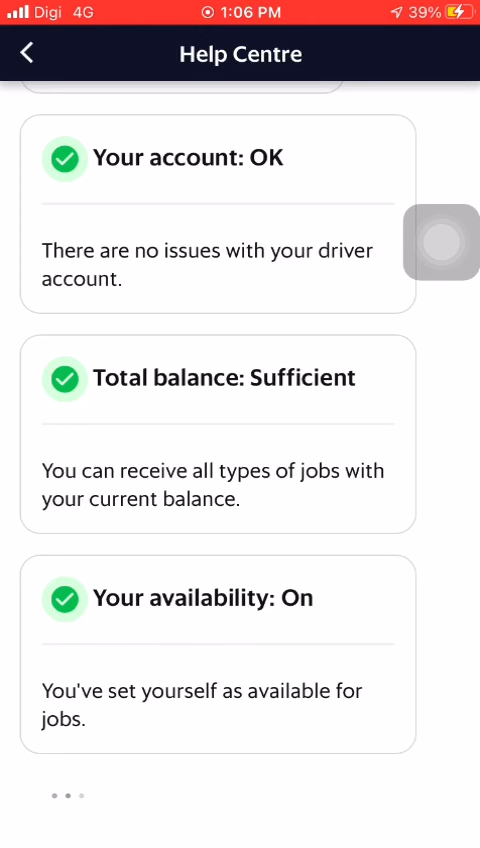 Digi 4G 1:06 PM 39%
Help Centre
Your account: OK
There are no issues with your driver
account.
Total balance: Sufficient
You can receive all types of jobs with
your current balance.
Your availability: On
You've set yourself as available for
jobs.